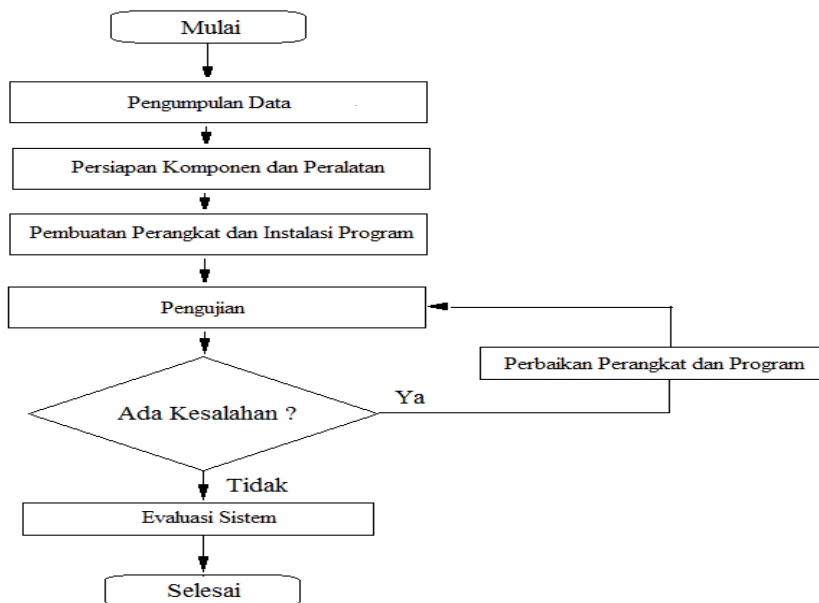 Mulai
Pengumpulan Data
Persiapan Komponen dan Peralatan
Pembuatan Perangkat dan Instalasi Program
Pengujian
Perbaikan Perangkat dan Program
Ada Kesalahan ?
Ya
Tidak
Evaluasi Sistem
Selesai